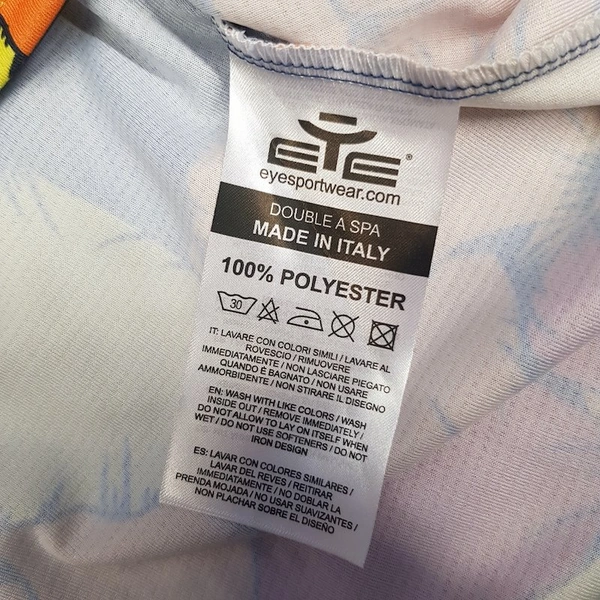 EYE®
eyesportwear.com
DOUBLE A SPA
MADE IN ITALY
100% POLYESTER
30
IT: LAVARE CON COLORI SIMILI / LAVARE AL
ROVESCIO / RIMUOVERE
IMMEDIATAMENTE / NON LASCIARE PIEGATO
QUANDO È BAGNATO / NON USARE
AMMORBIDENTE / NON STIRARE IL DISEGNO
EN: WASH WITH LIKE COLORS / WASH
INSIDE OUT / REMOVE IMMEDIATELY /
DO NOT ALLOW TO LAY ON ITSELF WHEN
WET / DO NOT USE SOFTENERS / DO NOT
IRON DESIGN
ES: LAVAR CON COLORES SIMILARES /
LAVAR DEL REVES / REITIRAR
IMMEDIATAMENTE / NO DOBLAR LA
PRENDA MOJADA / NO USAR SUAVIZANTES /
NON PLACHAR SOBRE EL DISEÑO